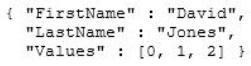 { "FirstName" : "David",
"LastName" : "Jones",
"Values" : [0, 1, 2] }